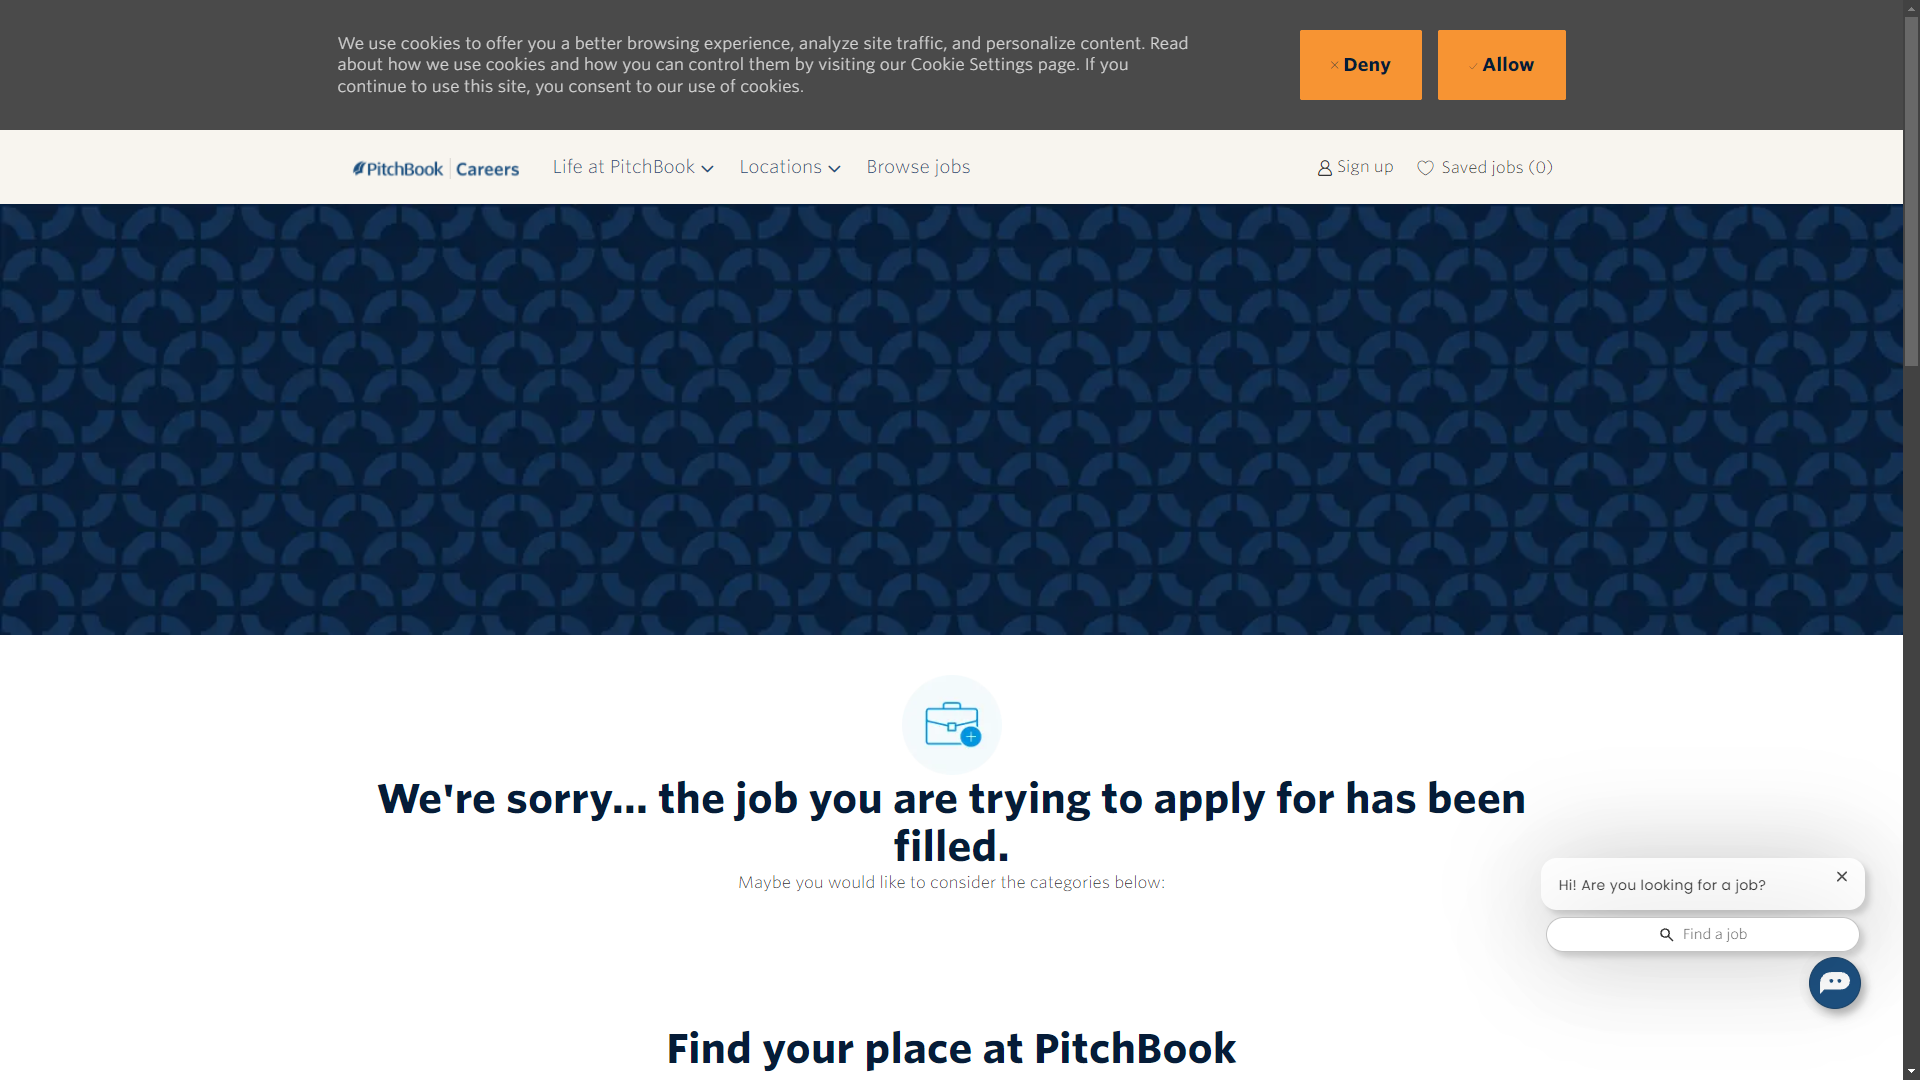 We use cookies to offer you a better browsing experience, analyze site traffic, and personalize content. Read
about how we use cookies and how you can control them by visiting our Cookie Settings page. If you
continue to use this site, you consent to our use of cookies.
Deny
Allow
PitchBook | Careers
Life at PitchBook
Locations
Browse jobs
Sign up
Saved jobs (0)
We're sorry... the job you are trying to apply for has been
filled.
Maybe you would like to consider the categories below:
Hi! Are you looking for a job?
Find a job
Find your place at PitchBook